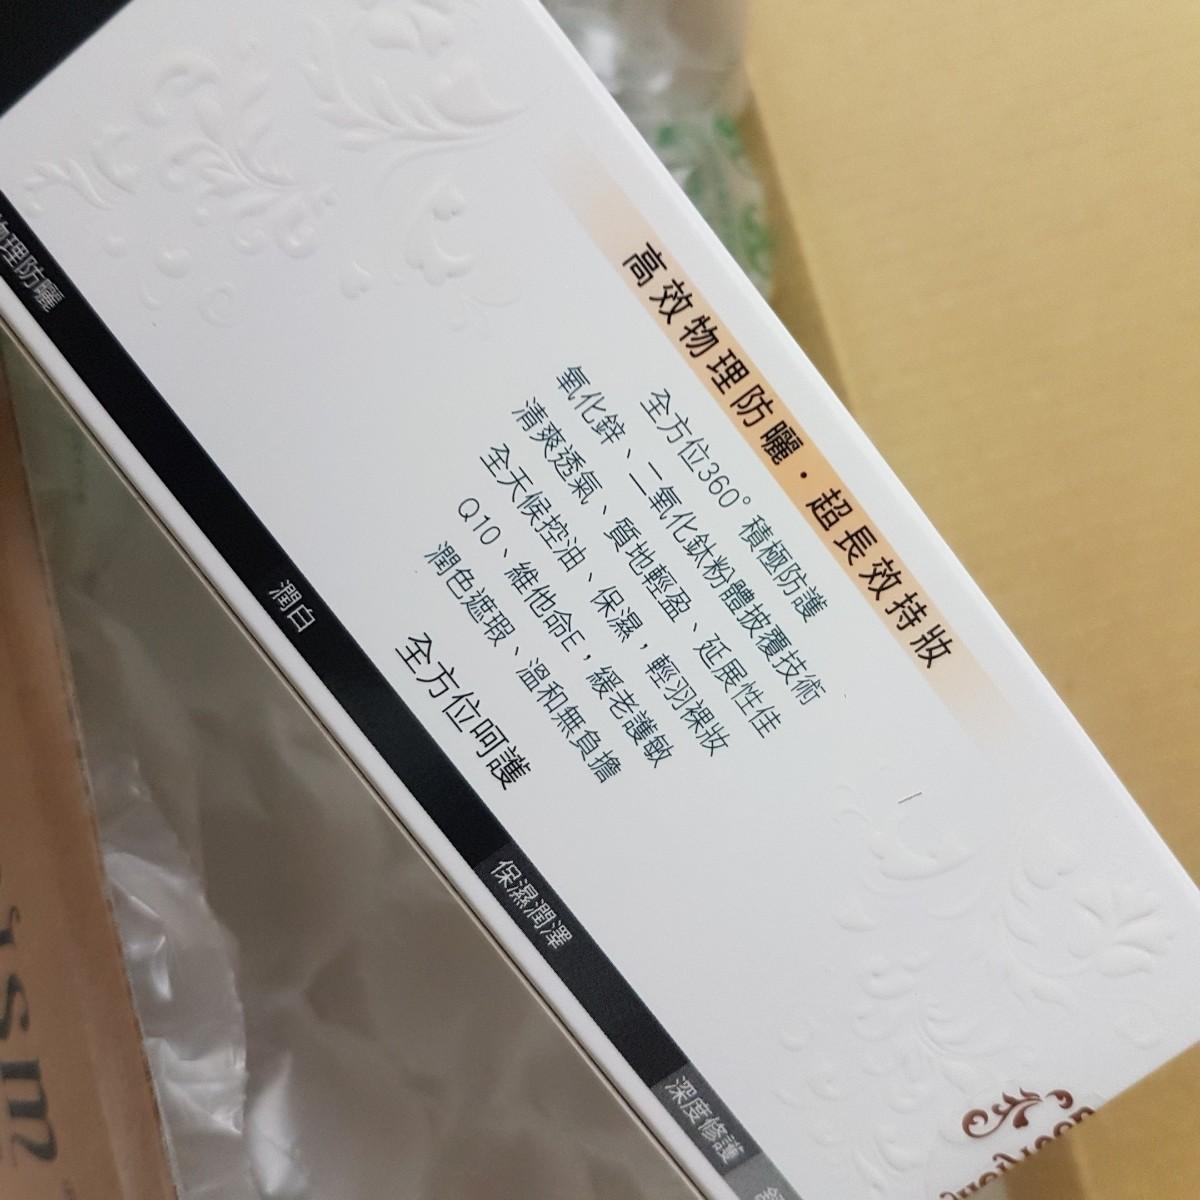 高效物理防曬・超長效持妝
全方位360°積極防護
氧化鋅、二氧化鈦粉體披覆技術
清爽透氣、質地輕盈、延展性佳
全天候控油、保濕，輕羽裸妝
Q10、維他命E，緩老護敏
潤色遮瑕、溫和無負擔
全方位呵護
物理防曬
潤白
保濕潤澤
深度修護